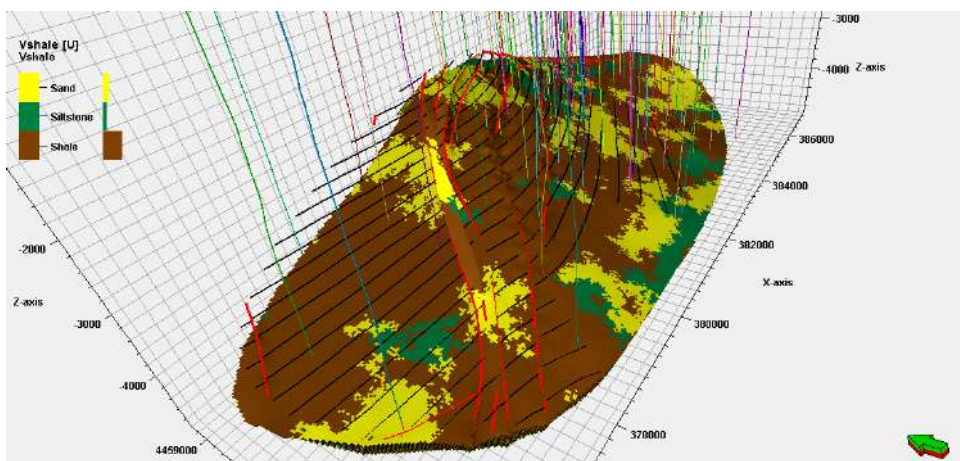 Vshale [U]
Vshale
Sand
Siltstone
Shale
-3000
-4000
Z-axis
386000
384000
382000
X-axis
380000
378000
-2000
Z-axis
-3000
-4000
4459000